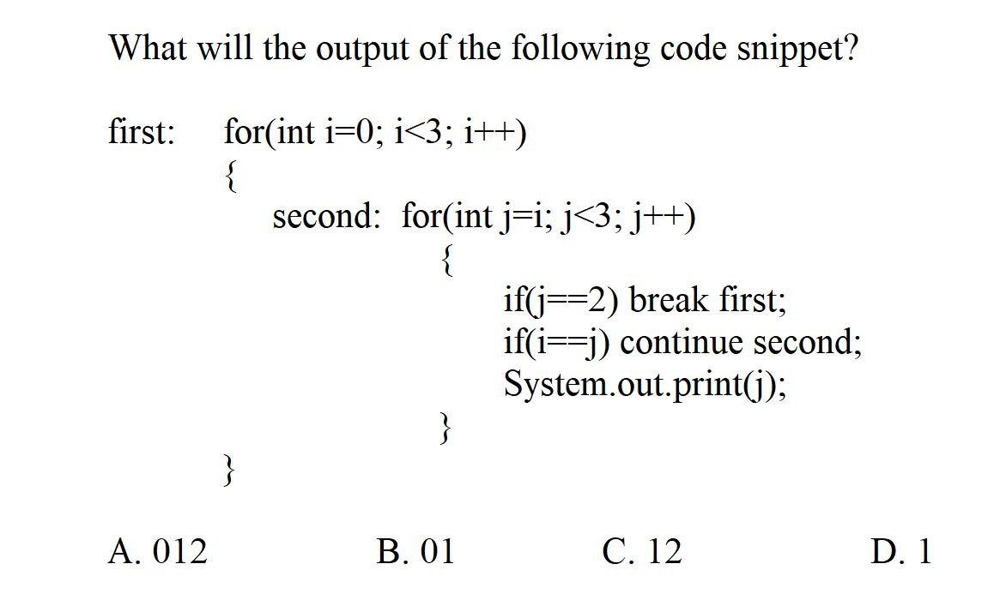 What will the output of the following code snippet?
first: for(int i=0; i<3; i++)
{
second: for(int j=i; j<3; j++)
{
if(j==2) break first;
if(i==j) continue second;
System.out.print(j);
}
}
A. 012 B. 01 C. 12 D. 1